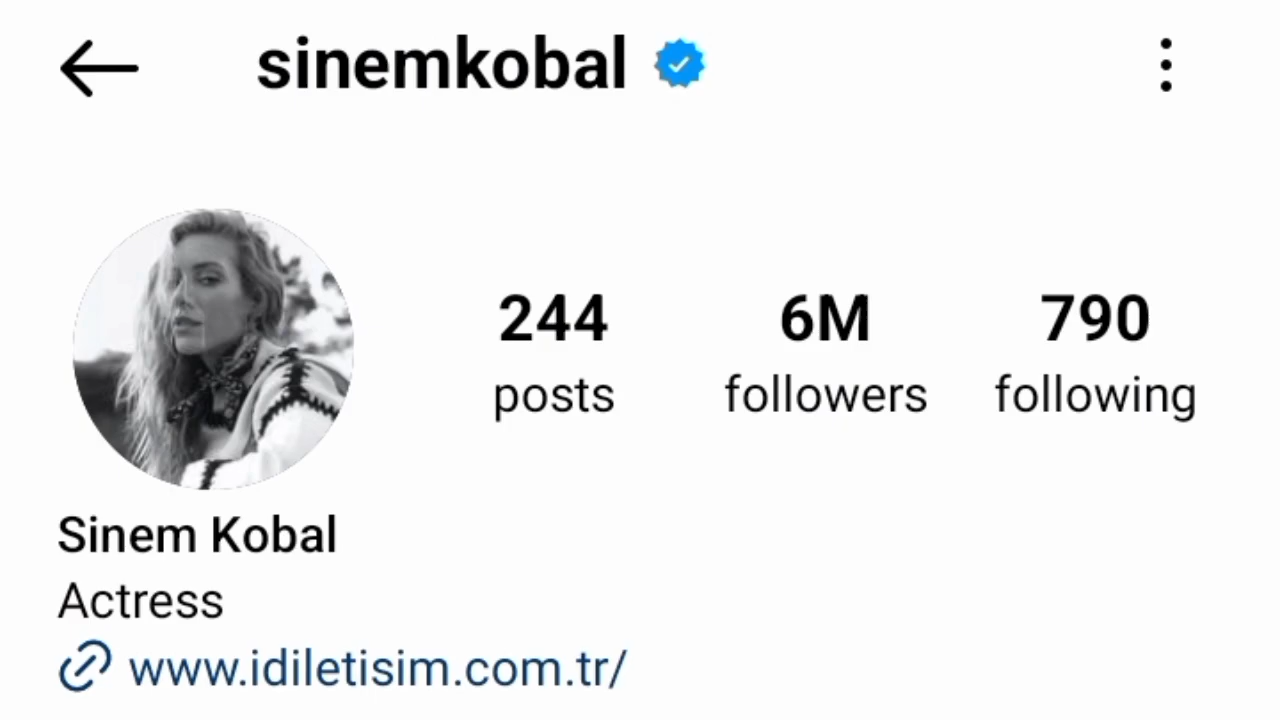 sinemkobal
244 6M 790
posts followers following
Sinem Kobal
Actress
www.idiletisim.com.tr/